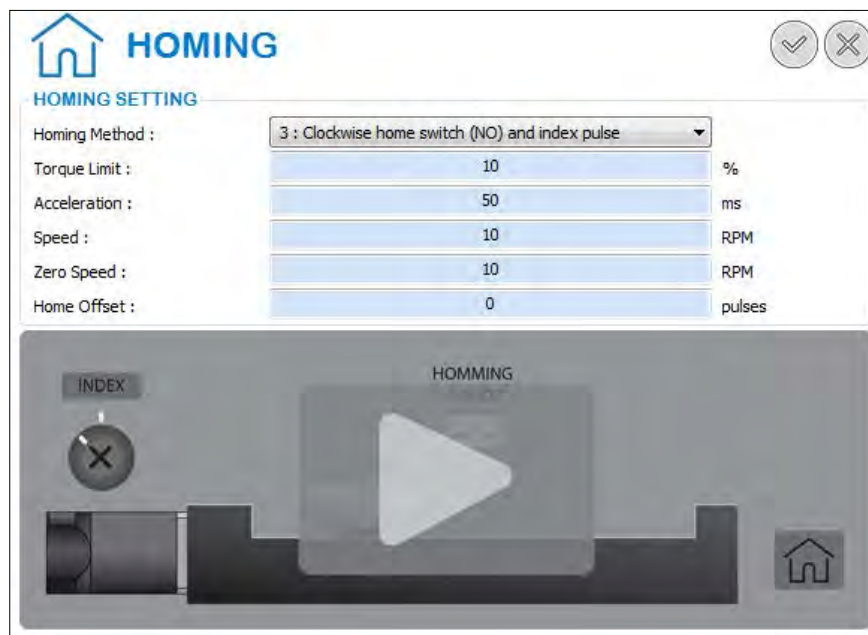 HOMING
HOMING SETTING
Homing Method : 3 : Clockwise home switch (NO) and index pulse
Torque Limit : 10 %
Acceleration : 50 ms
Speed : 10 RPM
Zero Speed : 10 RPM
Home Offset : 0 pulses
HOMMING
INDEX